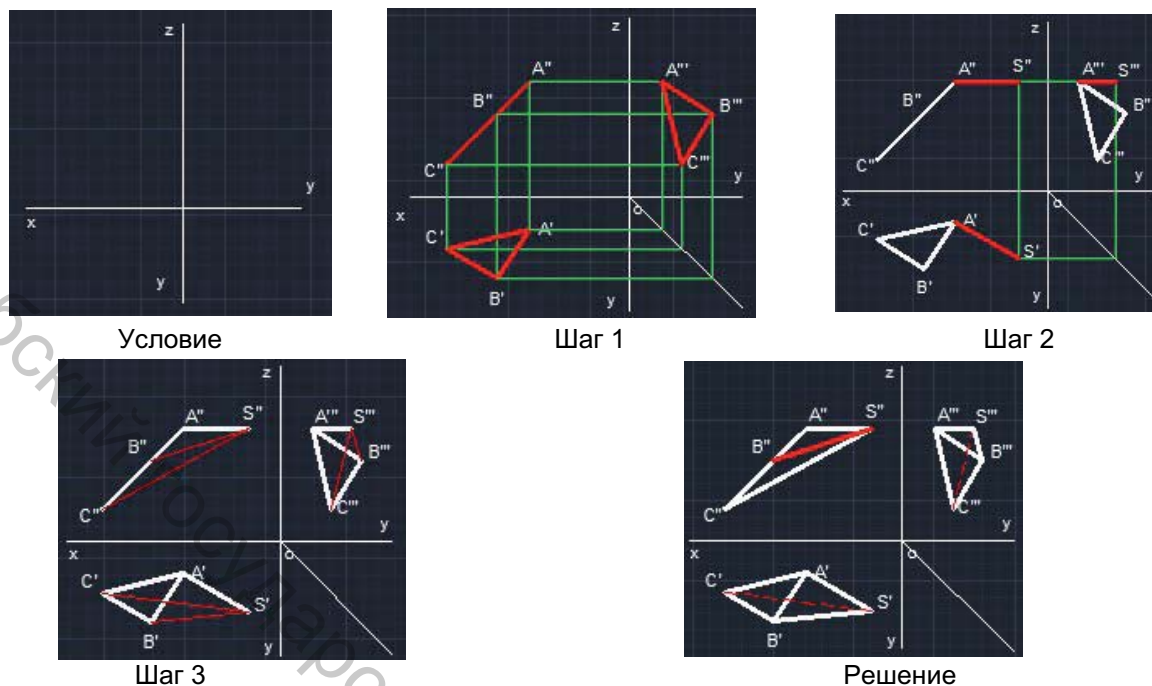 z
y
x
y
Условие
z
A" A'''
B" B'''
C" C'''
y
x
o
C' A'
y
B'
Шаг 1
z
A" S" A''' S'''
B" B"
C" C'''
y
x
o
C' A'
S'
B'
y
Шаг 2
z
A" S" A''' S'''
B" B'''
C" C'''
y
x
o
C' A'
S'
B'
y
Шаг 3
z
A" S" A''' S'''
B" B'''
C" C'''
y
x
o
C' A'
S'
B'
y
Решение